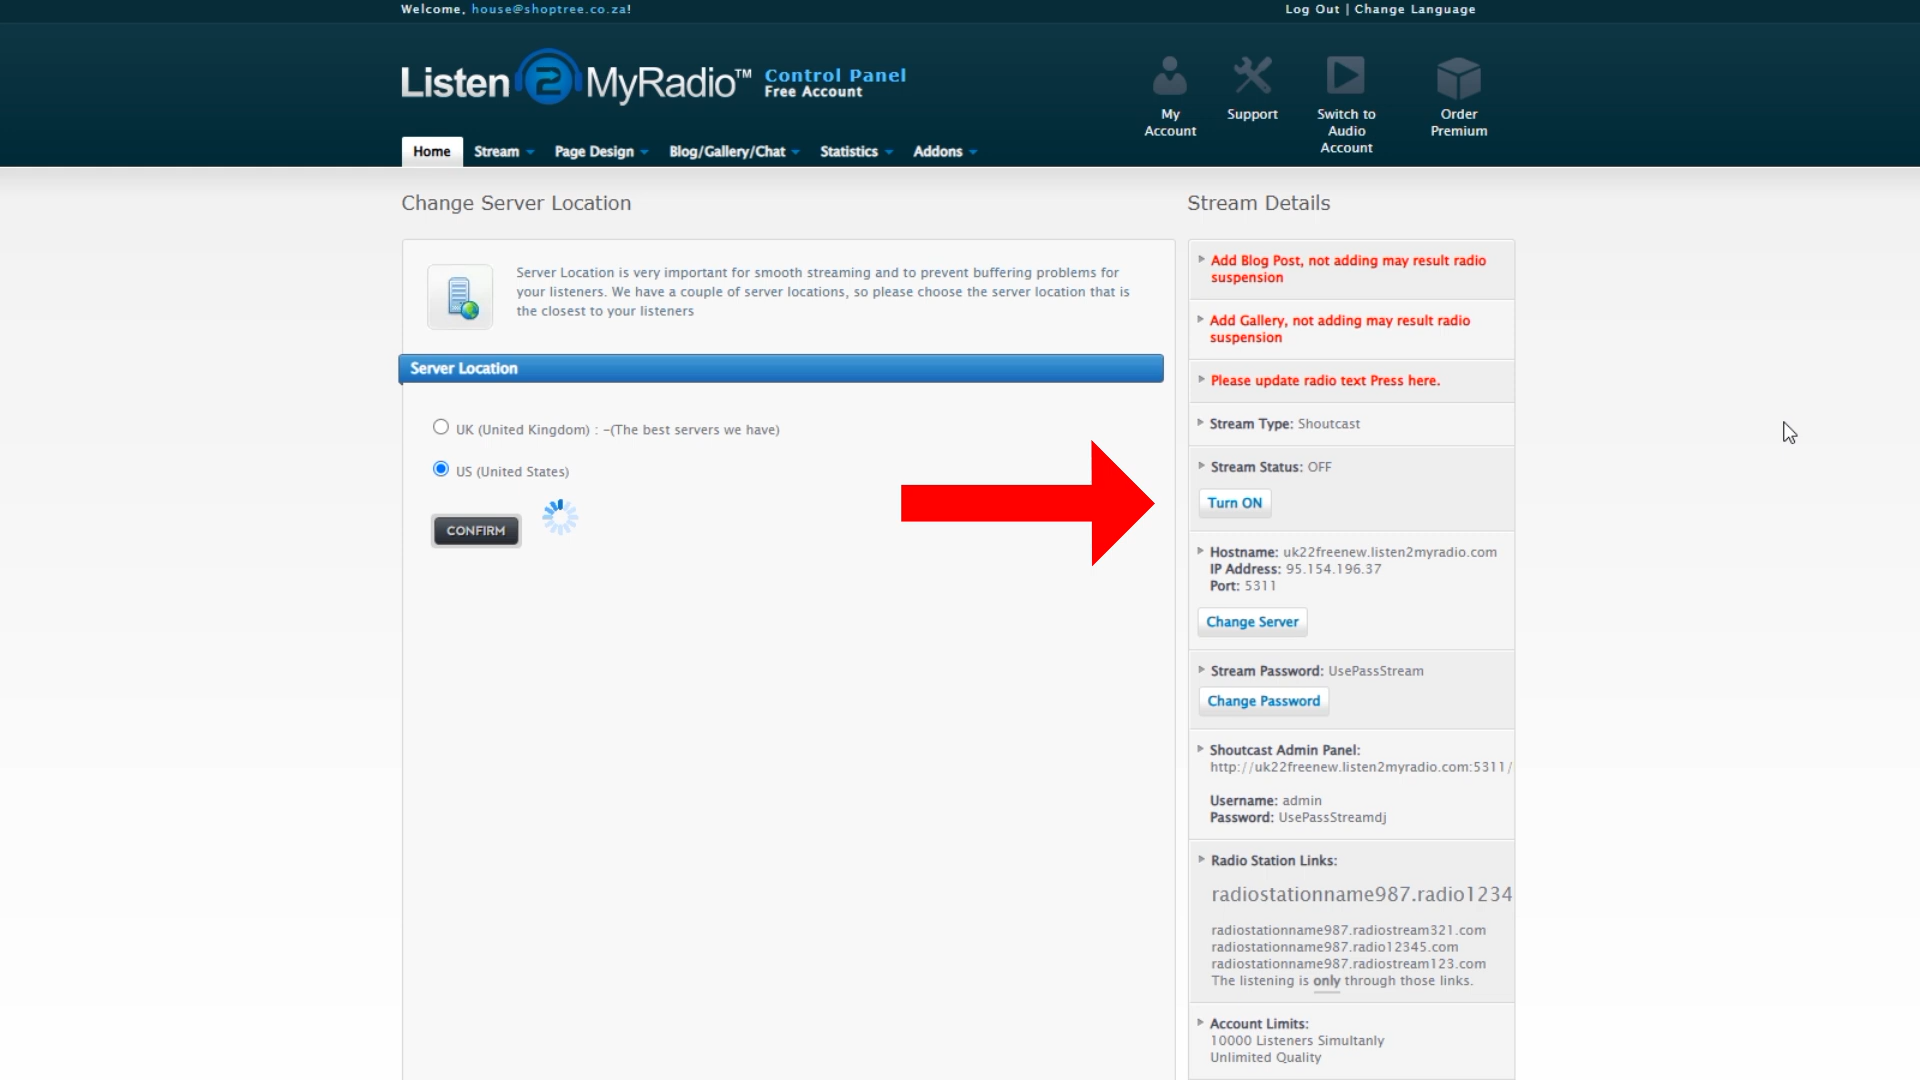 Welcome, house@shoptree.co.za!
Log Out | Change Language
Listen 2 MyRadio™
Control Panel
Free Account
My
Account
Support
Switch to
Audio
Account
Order
Premium
Home
Stream
Page Design
Blog/Gallery/Chat
Statistics
Addons
Change Server Location
Server Location is very important for smooth streaming and to prevent buffering problems for
your listeners. We have a couple of server locations, so please choose the server location that is
the closest to your listeners
Server Location
UK (United Kingdom) : -(The best servers we have)
US (United States)
CONFIRM
Stream Details
Add Blog Post, not adding may result radio
suspension
Add Gallery, not adding may result radio
suspension
Please update radio text Press here.
Stream Type: Shoutcast
Stream Status: OFF
Turn ON
Hostname: uk22freenew.listen2myradio.com
IP Address: 95.154.196.37
Port: 5311
Change Server
Stream Password: UsePassStream
Change Password
Shoutcast Admin Panel:
http://uk22freenew.listen2myradio.com:5311/
Username: admin
Password: UsePassStreamdj
Radio Station Links:
radiostationname987.radio1234
radiostationname987.radiostream321.com
radiostationname987.radio12345.com
radiostationname987.radiostream123.com
The listening is only through those links.
Account Limits:
10000 Listeners Simultanly
Unlimited Quality